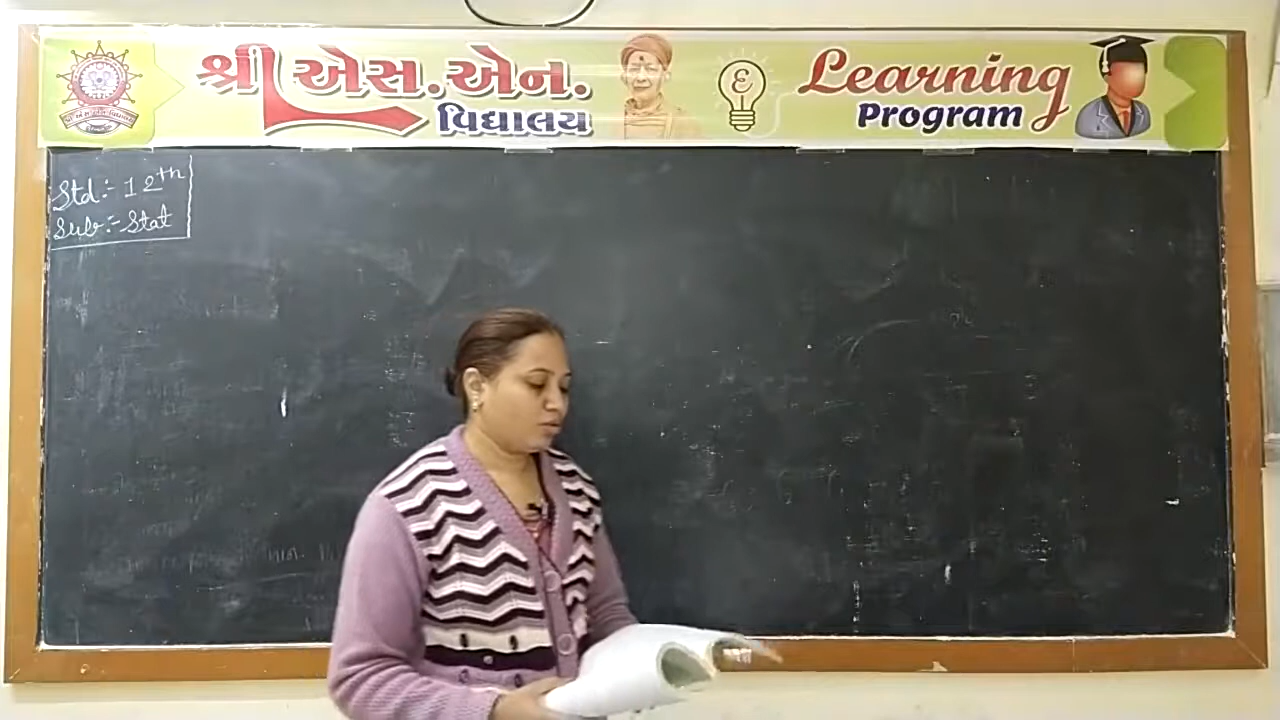 શ્રી એસ. એન.
વિદ્યાલય
Learning
Program
Std:- 12th
Sub:- Stat